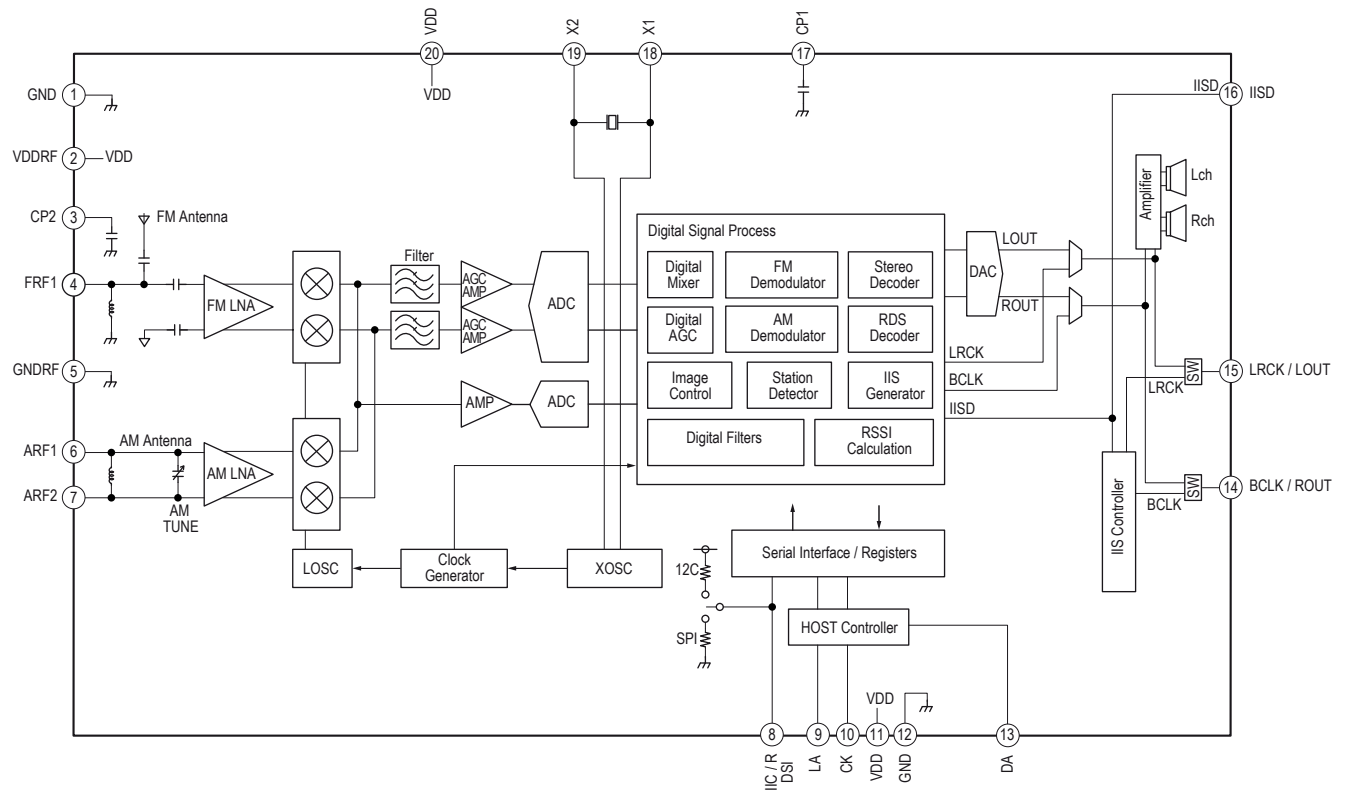 VDD
X2
X1
CP1
20
19
18
17
VDD
GND 1
IISD 16 IISD
VDDRF 2 VDD
CP2 3
FM Antenna
FRF1 4
FM LNA
GNDRF 5
ARF1 6
AM Antenna
ARF2 7
AM LNA
AM
TUNE
Filter
AGC
AMP
AGC
AMP
ADC
AMP
ADC
LOSC
Clock
Generator
XOSC
Digital Signal Process
Digital
Mixer
FM
Demodulator
Stereo
Decoder
Digital
AGC
AM
Demodulator
RDS
Decoder
Image
Control
Station
Detector
IIS
Generator
Digital Filters
RSSI
Calculation
DAC
LOUT
ROUT
LRCK
BCLK
IISD
Amplifier
Lch
Rch
SW
LRCK
15 LRCK / LOUT
SW
BCLK
14 BCLK / ROUT
IIS Controller
Serial Interface / Registers
12C
SPI
HOST Controller
VDD
8
9
10
11
12
13
IIC / R
DSI
LA
CK
VDD
GND
DA